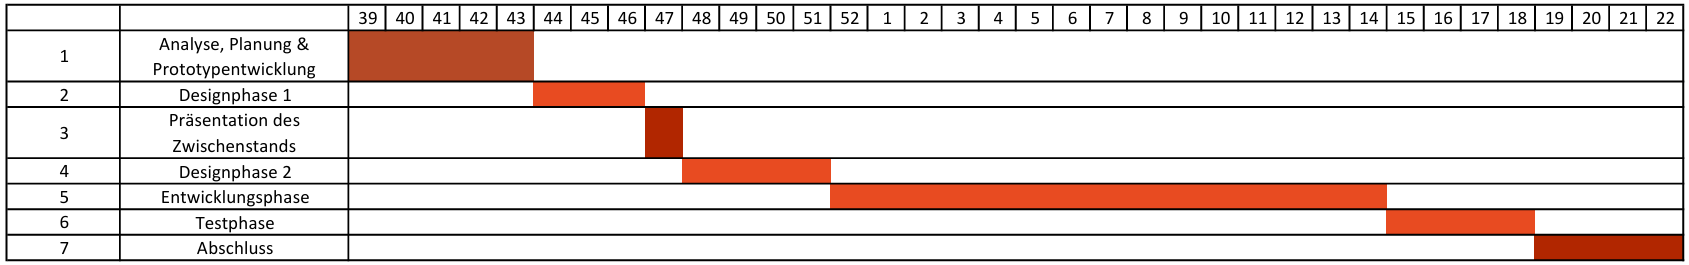 39 40 41 42 43 44 45 46 47 48 49 50 51 52 1 2 3 4 5 6 7 8 9 10 11 12 13 14 15 16 17 18 19 20 21 22
1 Analyse, Planung &
Prototypentwicklung
2 Designphase 1
3 Präsentation des
Zwischenstands
4 Designphase 2
5 Entwicklungsphase
6 Testphase
7 Abschluss